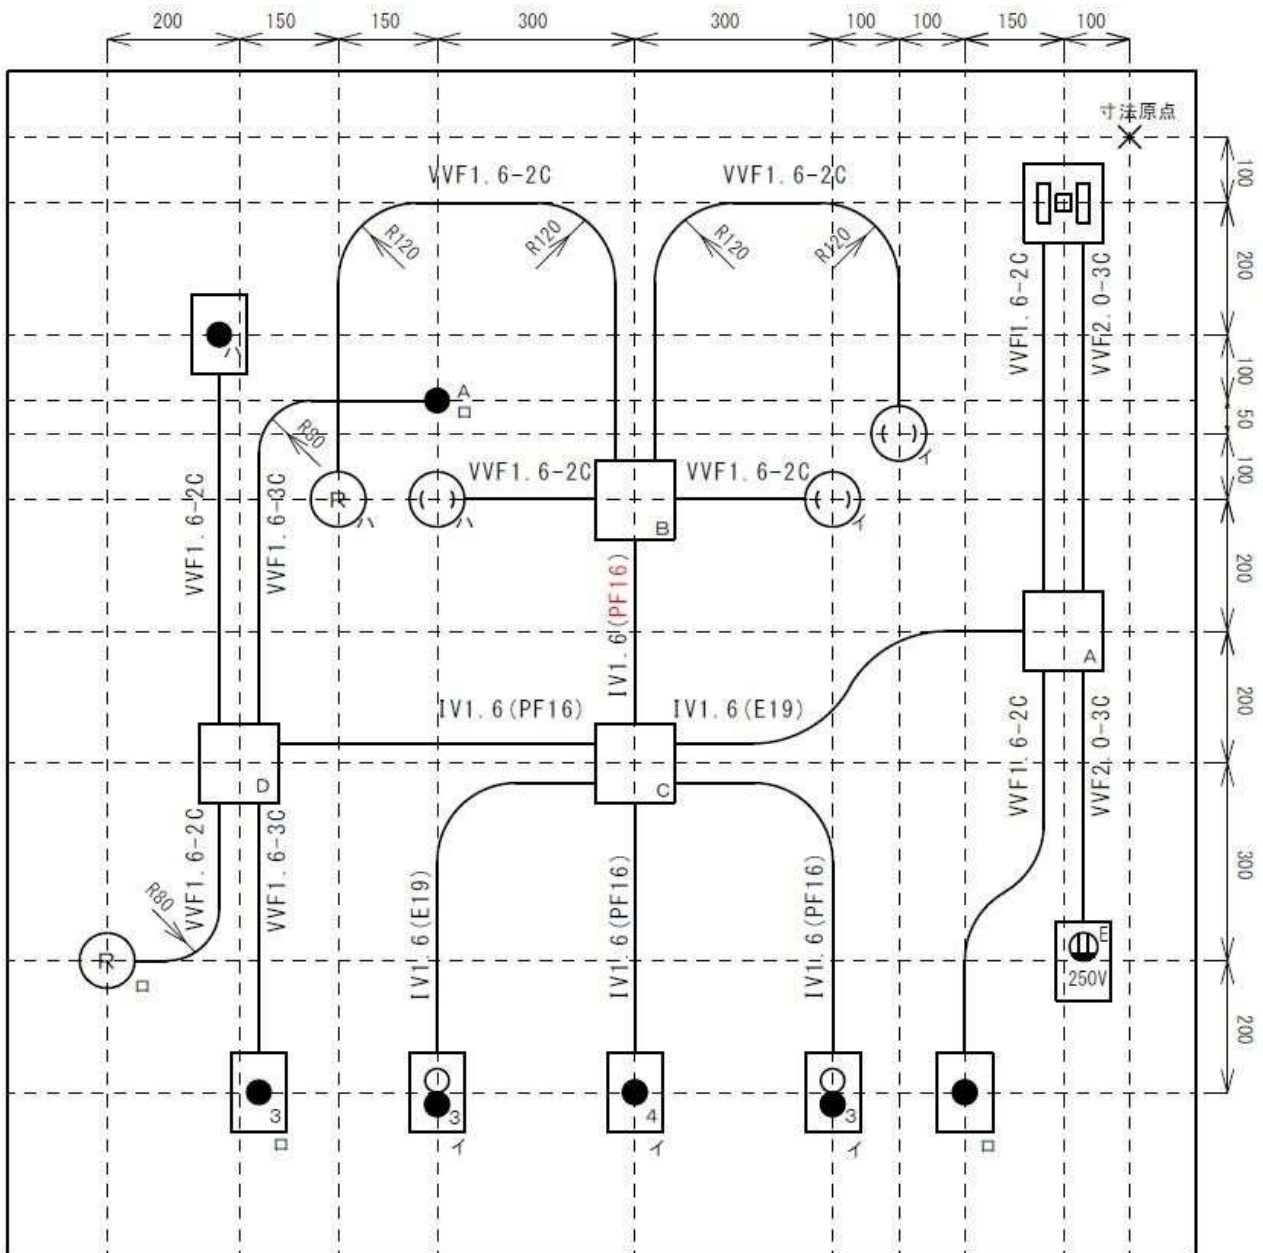 200 150 150 300 300 100 100 150 100
寸法原点
100
VVF1.6-2C VVF1.6-2C
R120 R120 R120 R120
200
VVF1.6-2C
VVF2.0-3C
ハ
100
A
ロ
50
R80
イ
100
VVF1.6-2C
VVF1.6-3C
R
ハ
ハ
VVF1.6-2C VVF1.6-2C
B
イ
200
IV1.6(PF16)
A
IV1.6(PF16) IV1.6(E19)
200
D
C
VVF1.6-2C
VVF2.0-3C
VVF1.6-2C
VVF1.6-3C
300
R80
IV1.6(E19)
IV1.6(PF16)
IV1.6(PF16)
E
250V
R
ロ
200
3
ロ
3
イ
4
イ
3
イ
ロ